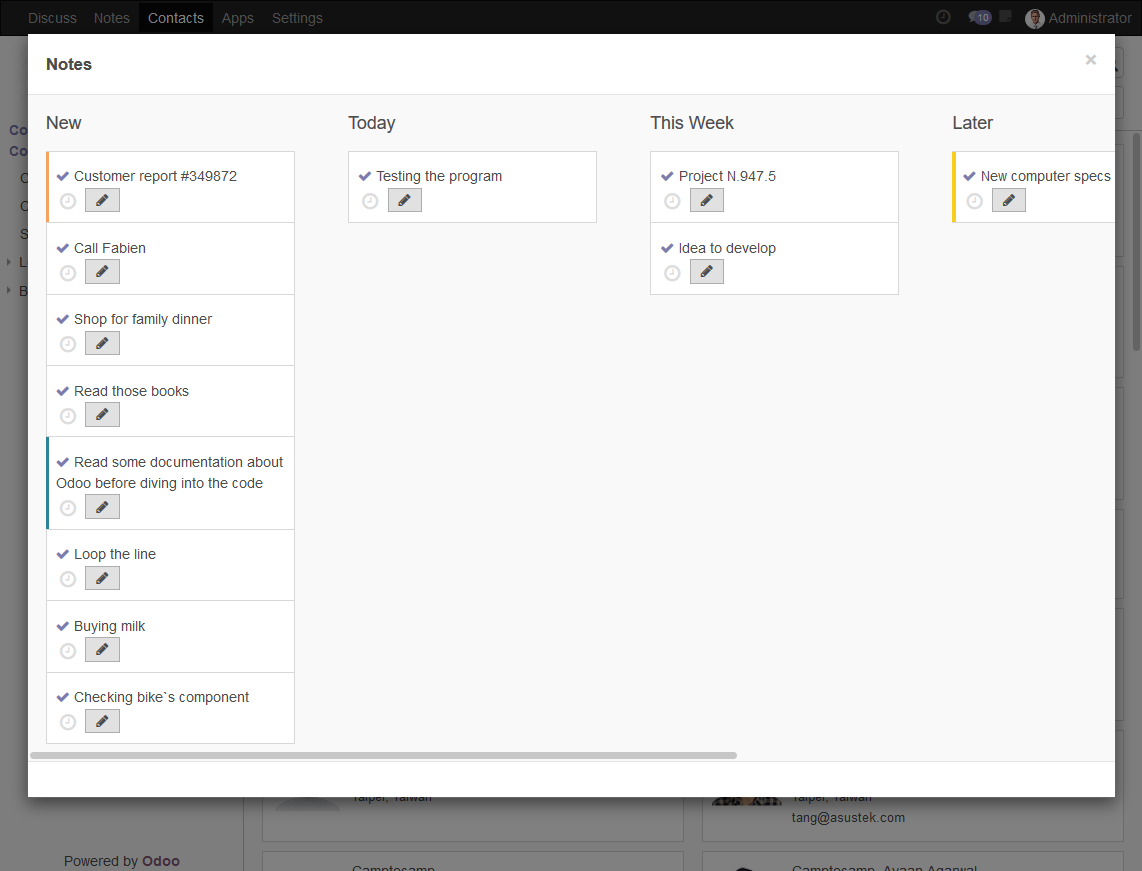 Discuss Notes Contacts Apps Settings 10 Administrator
Notes ×
New
Customer report #349872
Call Fabien
Shop for family dinner
Read those books
Read some documentation about
Odoo before diving into the code
Loop the line
Buying milk
Checking bike`s component
Today
Testing the program
This Week
Project N.947.5
Idea to develop
Later
New computer specs
Co
Co
B
Taipei, Taiwan
Taipei, Taiwan
tang@asustek.com
Powered by Odoo
Camptocamp
Camptocamp, Ayaan Agarwal